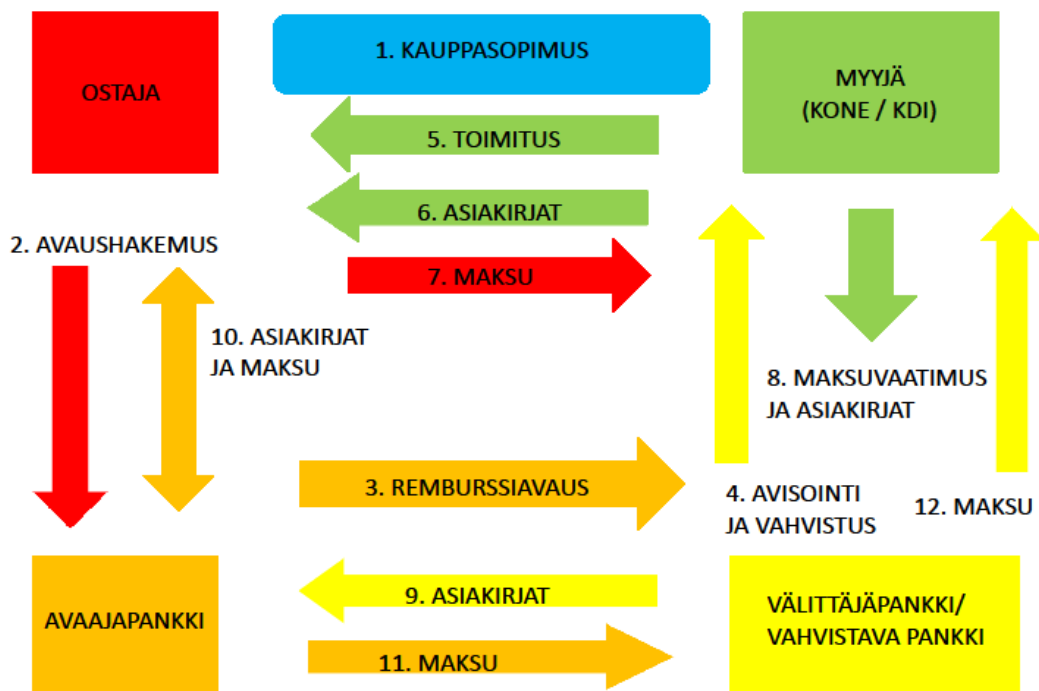 1. KAUPPASOPIMUS
OSTAJA
MYYJÄ
(KONE / KDI)
5. TOIMITUS
6. ASIAKIRJAT
2. AVAUSHAKEMUS
7. MAKSU
10. ASIAKIRJAT
JA MAKSU
8. MAKSUVAATIMUS
JA ASIAKIRJAT
3. REMBURSSIAVAUS
4. AVISOINTI
JA VAHVISTUS
12. MAKSU
9. ASIAKIRJAT
AVAAJAPANKKI
VÄLITTÄJÄPANKKI/
VAHVISTAVA PANKKI
11. MAKSU